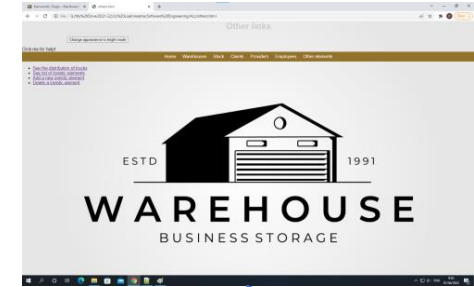 Other links
Change appearance to night mode
Click me for help!
Home Warehouses Stock Clients Providers Employees Other elements
See the distribution of trucks
See list of logistic elements
Add a new logistic element
Delete a logistic element
ESTD 1991
WAREHOUSE
BUSINESS STORAGE